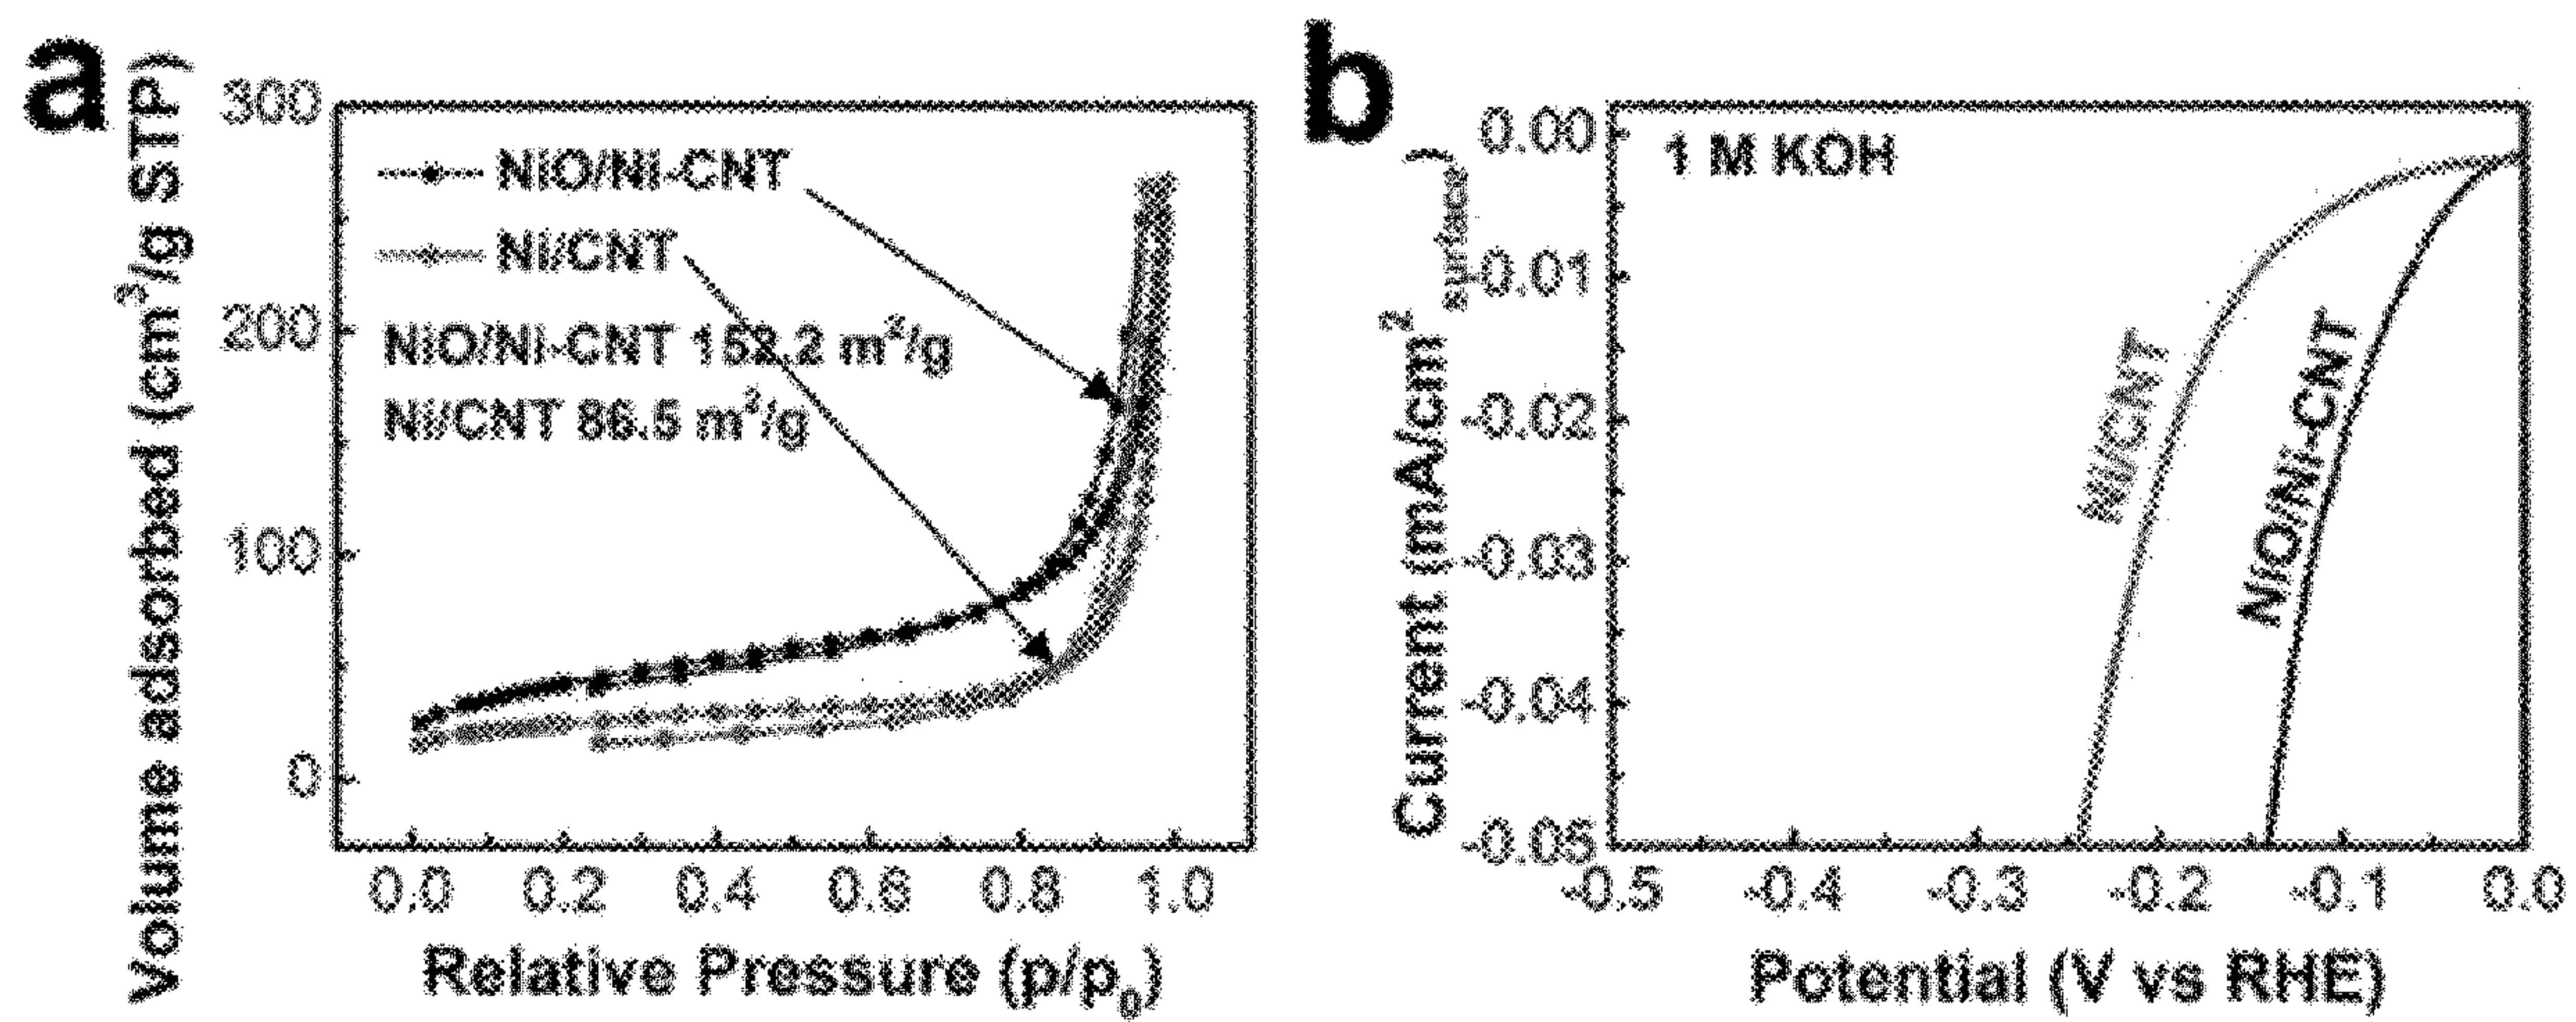 a
Volume adsorbed (cm³/g STP)
300
200
100
0
NiO/Ni-CNT
Ni/CNT
NiO/Ni-CNT 152.2 m²/g
Ni/CNT 86.5 m²/g
0.0 0.2 0.4 0.6 0.8 1.0
Relative Pressure (p/p₀)
b
Current (mA/cm² surface)
0.00
-0.01
-0.02
-0.03
-0.04
-0.05
1 M KOH
Ni/CNT
NiO/Ni-CNT
-0.5 -0.4 -0.3 -0.2 -0.1 0.0
Potential (V vs RHE)